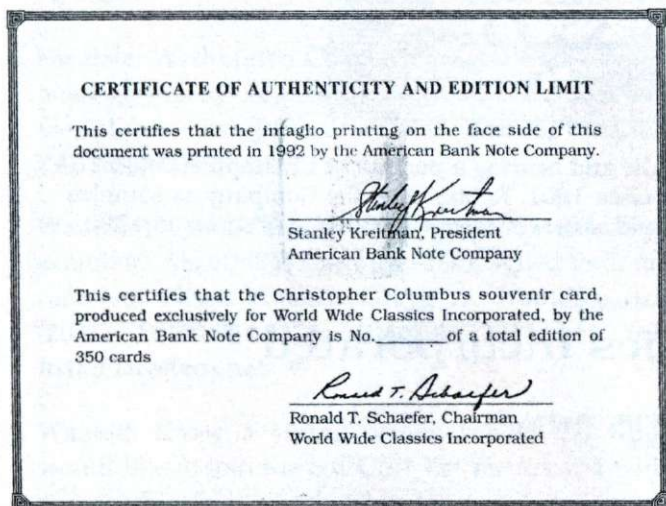 CERTIFICATE OF AUTHENTICITY AND EDITION LIMIT
This certifies that the intaglio printing on the face side of this
document was printed in 1992 by the American Bank Note Company.
Stanley Kreitman
Stanley Kreitman, President
American Bank Note Company
This certifies that the Christopher Columbus souvenir card,
produced exclusively for World Wide Classics Incorporated, by the
American Bank Note Company is No.________. of a total edition of
350 cards
Ronald T. Schaefer
Ronald T. Schaefer, Chairman
World Wide Classics Incorporated